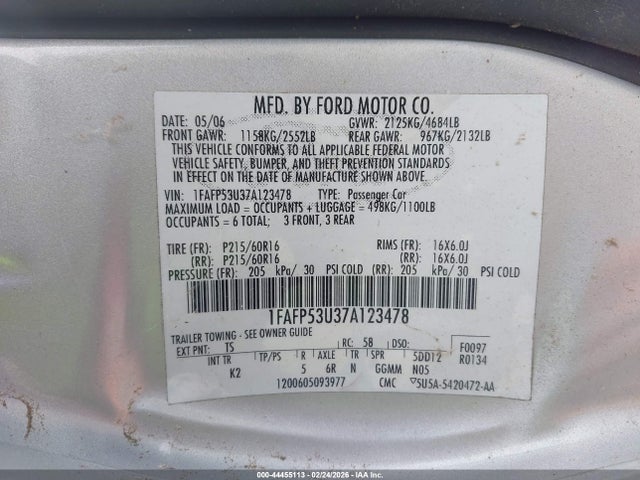 MFD. BY FORD MOTOR CO.
DATE: 05/06 GVWR: 2125KG/4684LB
FRONT GAWR: 1158KG/2552LB REAR GAWR: 967KG/2132LB
THIS VEHICLE CONFORMS TO ALL APPLICABLE FEDERAL MOTOR
VEHICLE SAFETY, BUMPER, AND THEFT PREVENTION STANDARDS
IN EFFECT ON THE DATE OF MANUFACTURE SHOWN ABOVE.
VIN: 1FAFP53U37A123478 TYPE: Passenger Car
MAXIMUM LOAD = OCCUPANTS + LUGGAGE = 498KG/1100LB
OCCUPANTS = 6 TOTAL: 3 FRONT, 3 REAR
TIRE (FR): P215/60R16 RIMS (FR): 16X6.0J
(RR): P215/60R16 (RR): 16X6.0J
PRESSURE (FR): 205 kPa/ 30 PSI COLD (RR): 205 kPa/ 30 PSI COLD
1FAFP53U37A123478
TRAILER TOWING - SEE OWNER GUIDE
EXT PNT: TS RC: 58 DSO: F0097
INT TR TP/PS R AXLE TR SPR 5DD12 R0134
K2 5 6R N GGMM N05
1200605093977 CMC ▽5U5A-5420472-AA
000-44455113 - 02/24/2026 - IAAI.COM